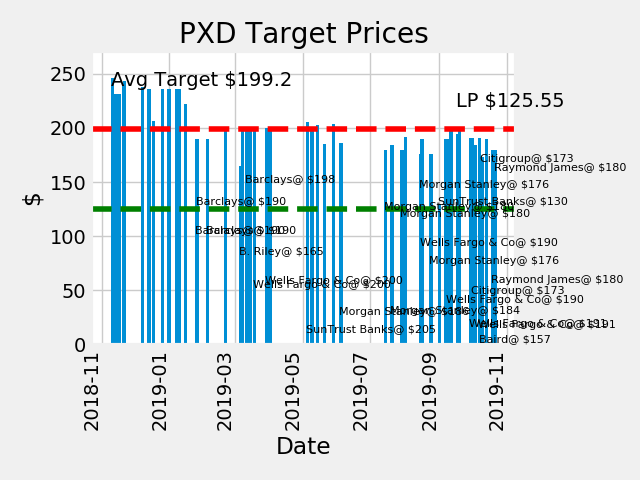 PXD Target Prices
Avg Target $199.2
LP $125.55
250
200
150
100
50
0
$
Citigroup@ $173
Raymond James@ $180
Barclays@ $198
Morgan Stanley@ $176
Barclays@ $190
SunTrust Banks@ $130
Morgan Stanley@ $180
Morgan Stanley@ $180
Barclays@ $190
Barclays@ $190
Wells Fargo & Co@ $190
B. Riley@ $165
Morgan Stanley@ $176
Wells Fargo & Co@ $200
Raymond James@ $180
Wells Fargo & Co@ $200
Citigroup@ $173
Wells Fargo & Co@ $190
Morgan Stanley@ $186
Morgan Stanley@ $184
Wells Fargo & Co@ $191
Wells Fargo & Co@ $191
SunTrust Banks@ $205
Baird@ $157
2018-11
2019-01
2019-03
2019-05
2019-07
2019-09
2019-11
Date